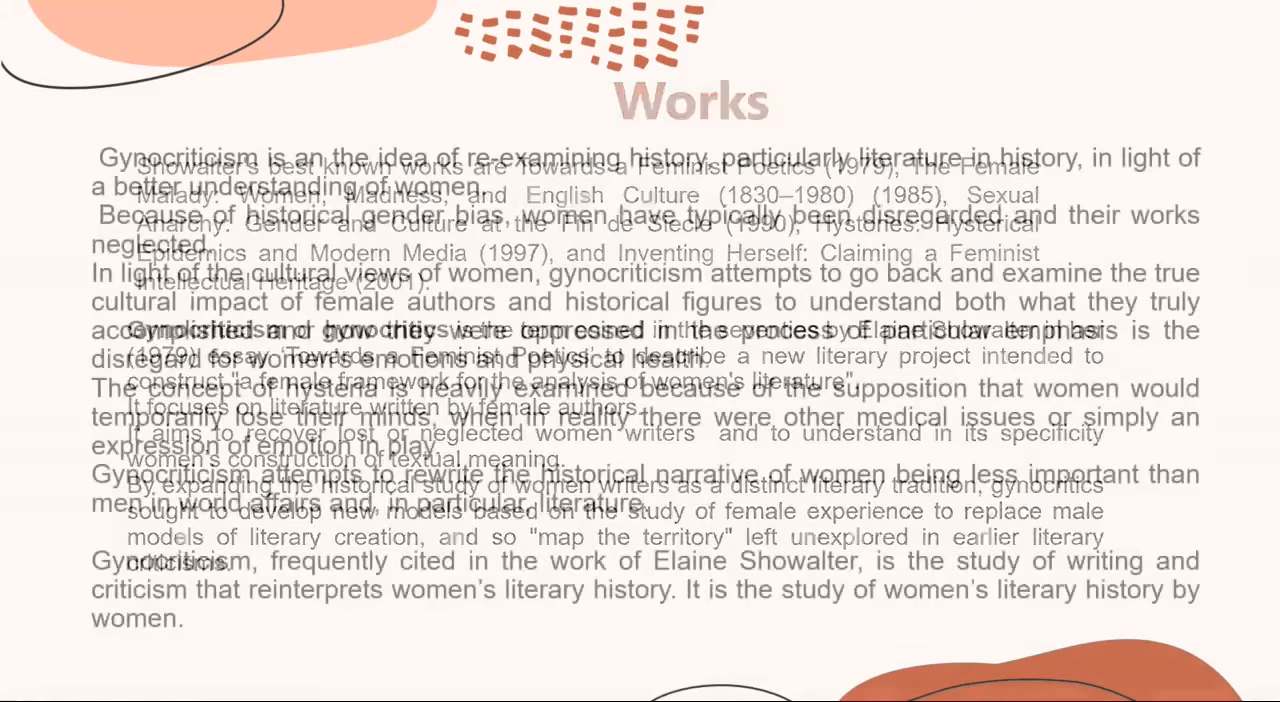 Works
Gynocriticism is an the idea of re-examining history, particularly literature in history, in light of
a better understanding of women.
Because of historical gender bias, women have typically been disregarded and their works
neglected.
In light of the cultural views of women, gynocriticism attempts to go back and examine the true
cultural impact of female authors and historical figures to understand both what they truly
accomplished and how they were oppressed in the process. Of particular emphasis is the
disregard for women's emotions and physical health.
The concept of hysteria is heavily examined because of the supposition that women would
temporarily lose their minds, when in reality there were other medical issues or simply an
expression of emotion in play.
Gynocriticism attempts to rewrite the historical narrative of women being less important than
men in world affairs and, in particular, literature.
Gynocriticism, frequently cited in the work of Elaine Showalter, is the study of writing and
criticism that reinterprets women's literary history. It is the study of women's literary history by
women.
Showalter's best known works are Towards a Feminist Poetics (1979), The Female
Malady: Women, Madness, and English Culture (1830–1980) (1985), Sexual
Anarchy: Gender and Culture at the Fin de Siecle (1990), Hystories: Hysterical
Epidemics and Modern Media (1997), and Inventing Herself: Claiming a Feminist
Intellectual Heritage (2001).
Gynocriticism or gynocritics is the term coined in the seventies by Elaine Showalter in her
(1979) essay 'Towards a Feminist Poetics' to describe a new literary project intended to
construct "a female framework for the analysis of women's literature".
It focuses on literature written by female authors.
It aims to recover lost or neglected women writers and to understand in its specificity
women's construction of textual meaning.
By expanding the historical study of women writers as a distinct literary tradition, gynocritics
sought to develop new models based on the study of female experience to replace male
models of literary creation, and so "map the territory" left unexplored in earlier literary
criticisms.